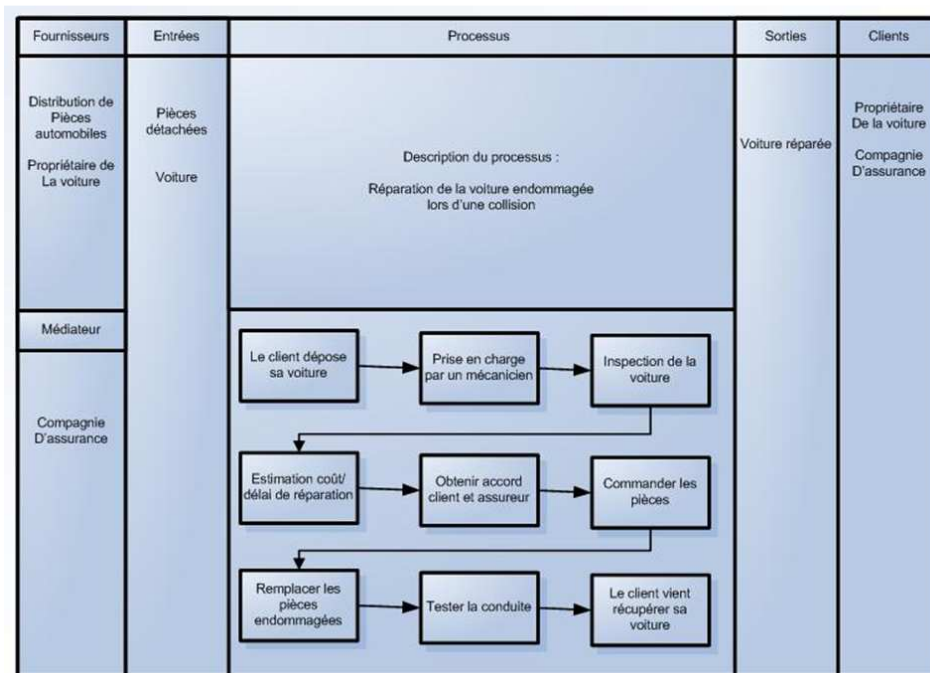 Fournisseurs
Entrées
Processus
Sorties
Clients
Distribution de
Pièces
automobiles
Propriétaire de
La voiture
Pièces
détachées
Voiture
Description du processus :
Réparation de la voiture endommagée
lors d'une collision
Voiture réparée
Propriétaire
De la voiture
Compagnie
D'assurance
Médiateur
Compagnie
D'assurance
Le client dépose
sa voiture
Prise en charge
par un mécanicien
Inspection de la
voiture
Estimation coût/
délai de réparation
Obtenir accord
client et assureur
Commander les
pièces
Remplacer les
pièces
endommagées
Tester la conduite
Le client vient
récupérer sa
voiture